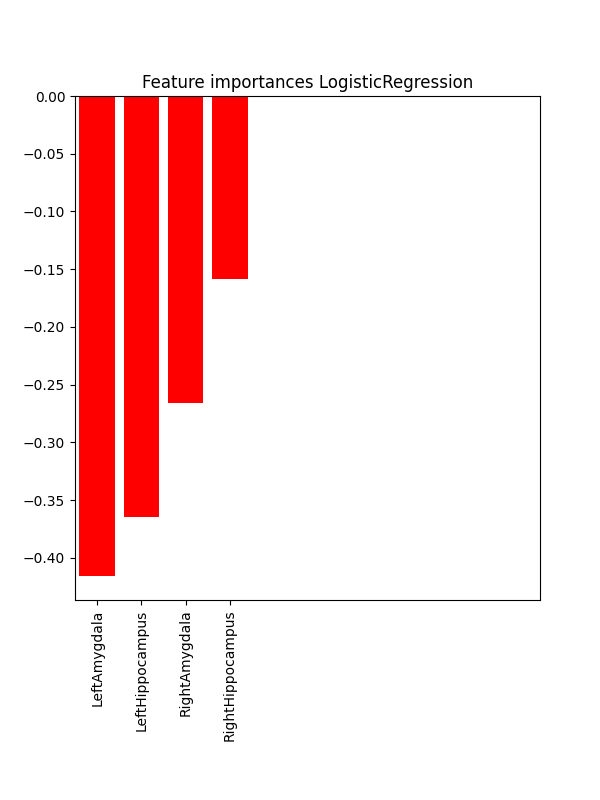 Feature importances LogisticRegression
0.00
−0.05
−0.10
−0.15
−0.20
−0.25
−0.30
−0.35
−0.40
LeftAmygdala
LeftHippocampus
RightAmygdala
RightHippocampus